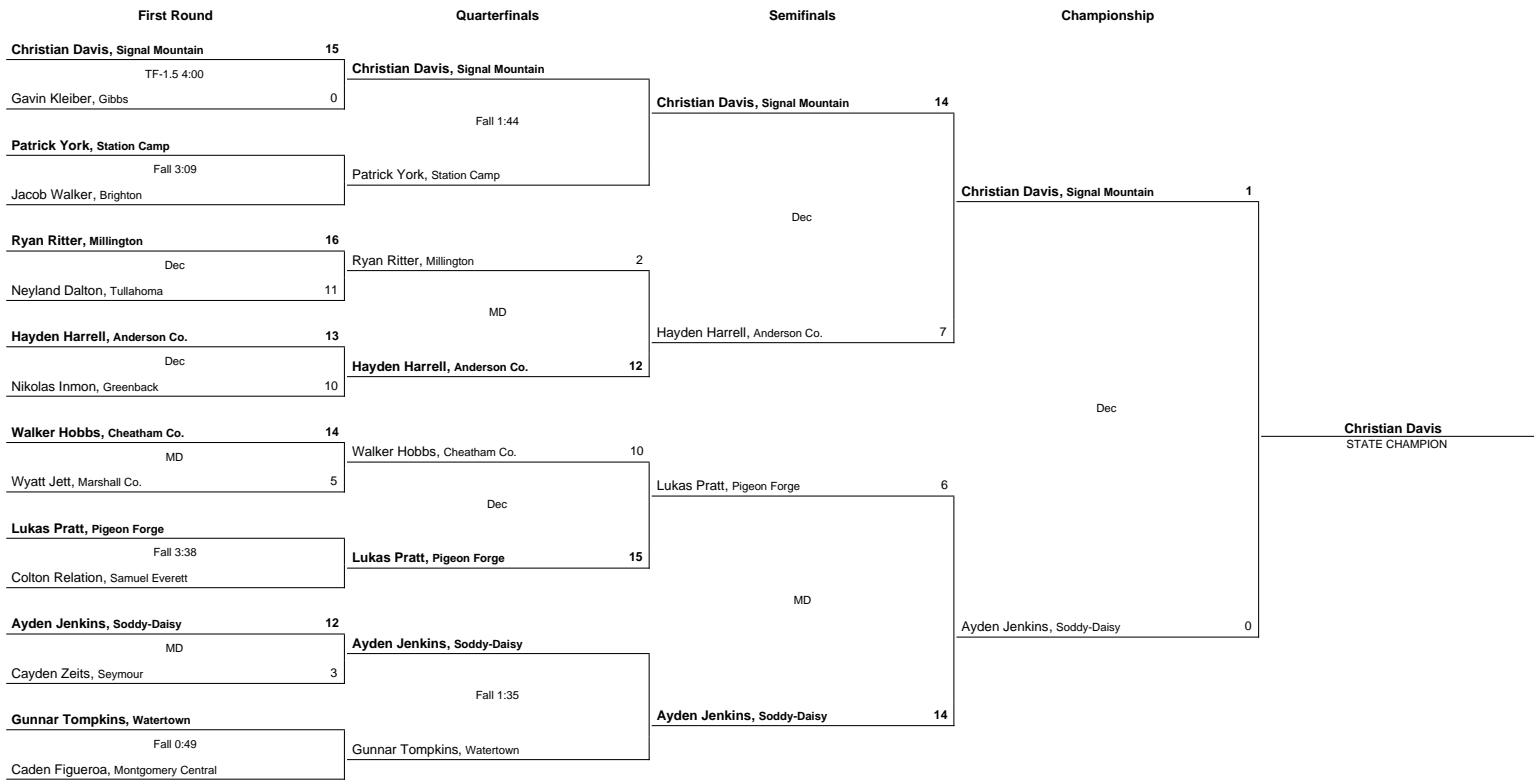 First Round
Quarterfinals
Semifinals
Championship
Christian Davis, Signal Mountain 15
TF-1.5 4:00
Gavin Kleiber, Gibbs 0
Patrick York, Station Camp
Fall 3:09
Jacob Walker, Brighton
Ryan Ritter, Millington 16
Dec
Neyland Dalton, Tullahoma 11
Hayden Harrell, Anderson Co. 13
Dec
Nikolas Inmon, Greenback 10
Walker Hobbs, Cheatham Co. 14
MD
Wyatt Jett, Marshall Co. 5
Lukas Pratt, Pigeon Forge
Fall 3:38
Colton Relation, Samuel Everett
Ayden Jenkins, Soddy-Daisy 12
MD
Cayden Zeits, Seymour 3
Gunnar Tompkins, Watertown
Fall 0:49
Caden Figueroa, Montgomery Central
Christian Davis, Signal Mountain
Fall 1:44
Patrick York, Station Camp
Ryan Ritter, Millington 2
MD
Hayden Harrell, Anderson Co. 12
Walker Hobbs, Cheatham Co. 10
Dec
Lukas Pratt, Pigeon Forge 15
Ayden Jenkins, Soddy-Daisy
Fall 1:35
Gunnar Tompkins, Watertown
Christian Davis, Signal Mountain 14
Dec
Hayden Harrell, Anderson Co. 7
Lukas Pratt, Pigeon Forge 6
MD
Ayden Jenkins, Soddy-Daisy 14
Christian Davis, Signal Mountain 1
Dec
Ayden Jenkins, Soddy-Daisy 0
Christian Davis
STATE CHAMPION